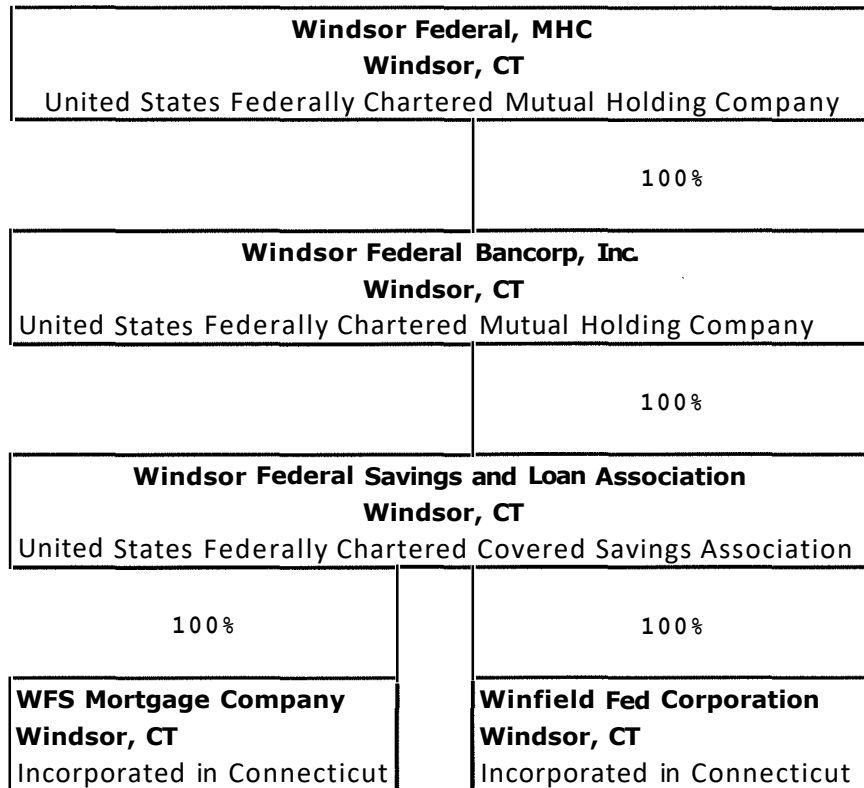 Windsor Federal, MHC
Windsor, CT
United States Federally Chartered Mutual Holding Company
100%
Windsor Federal Bancorp, Inc.
Windsor, CT
United States Federally Chartered Mutual Holding Company
100%
Windsor Federal Savings and Loan Association
Windsor, CT
United States Federally Chartered Covered Savings Association
100%
100%
WFS Mortgage Company
Windsor, CT
Incorporated in Connecticut
Winfield Fed Corporation
Windsor, CT
Incorporated in Connecticut